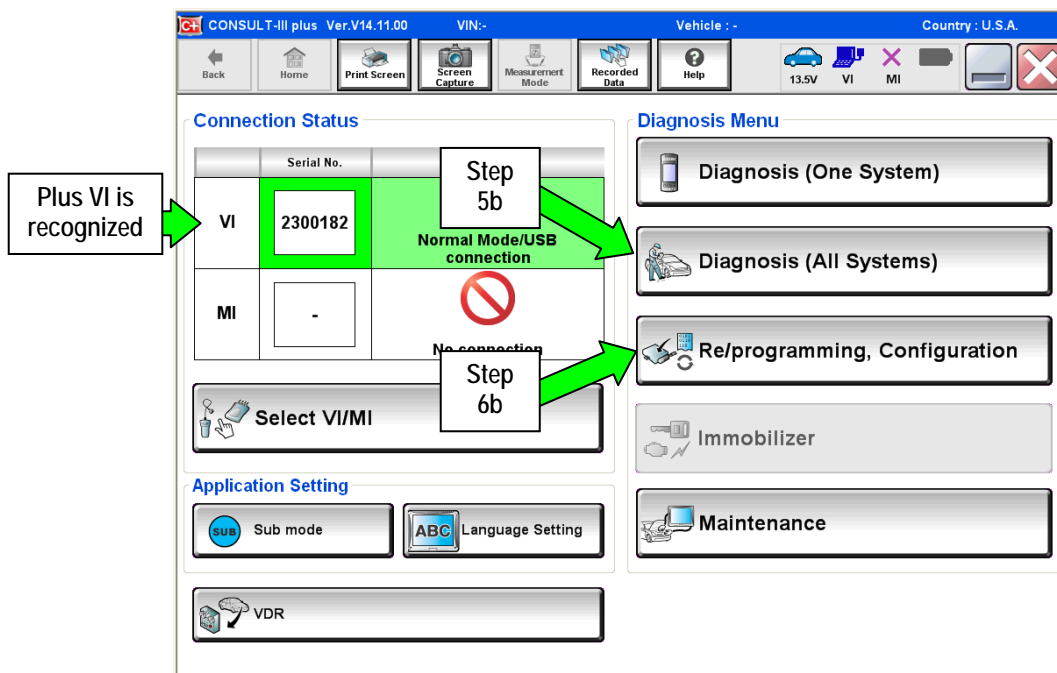 C+ CONSULT-III plus Ver.V14.11.00 VIN:- Vehicle : - Country : U.S.A.
Back
Home
Print Screen
Screen
Capture
Measurement
Mode
Recorded
Data
Help
13.5V
VI
MI
Connection Status
Serial No.
Plus VI is
recognized
VI
2300182
Normal Mode/USB
connection
Step
5b
MI
-
No connection
Step
6b
Select VI/MI
Application Setting
SUB
Sub mode
ABC
Language Setting
VDR
Diagnosis Menu
Diagnosis (One System)
Diagnosis (All Systems)
Re/programming, Configuration
Immobilizer
Maintenance